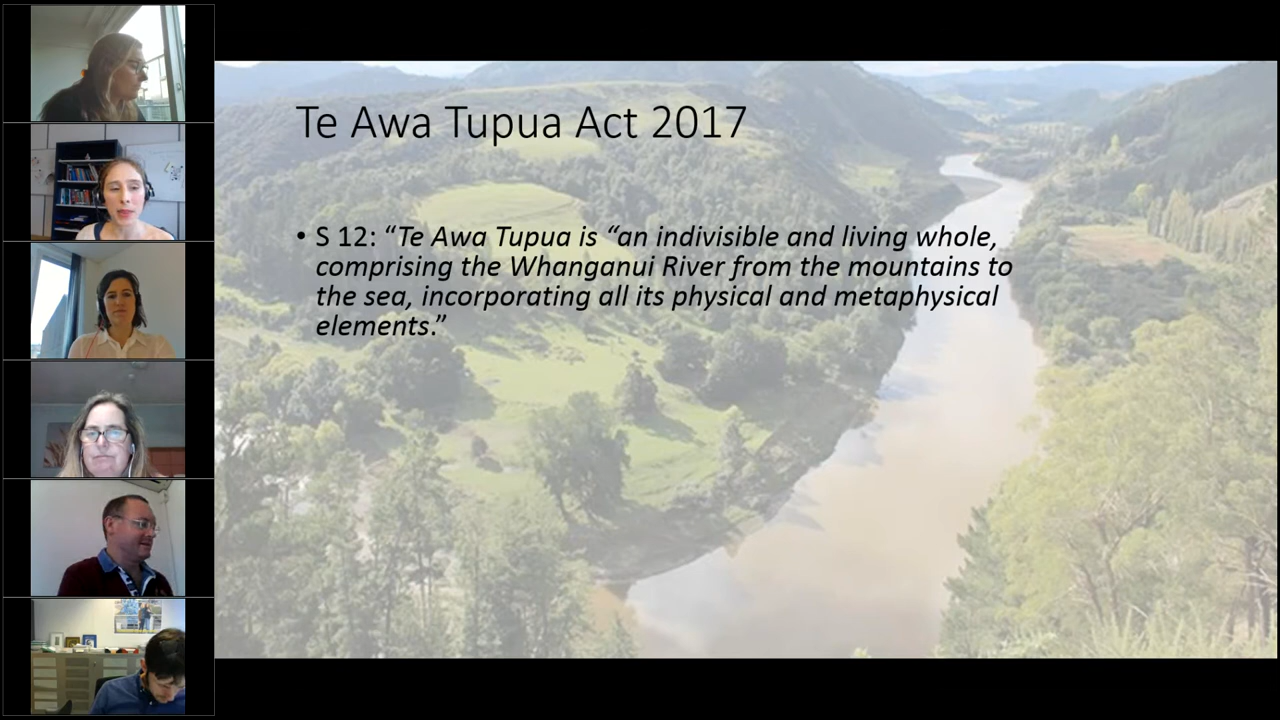 Te Awa Tupua Act 2017
• S 12: “Te Awa Tupua is “an indivisible and living whole,
comprising the Whanganui River from the mountains to
the sea, incorporating all its physical and metaphysical
elements.”